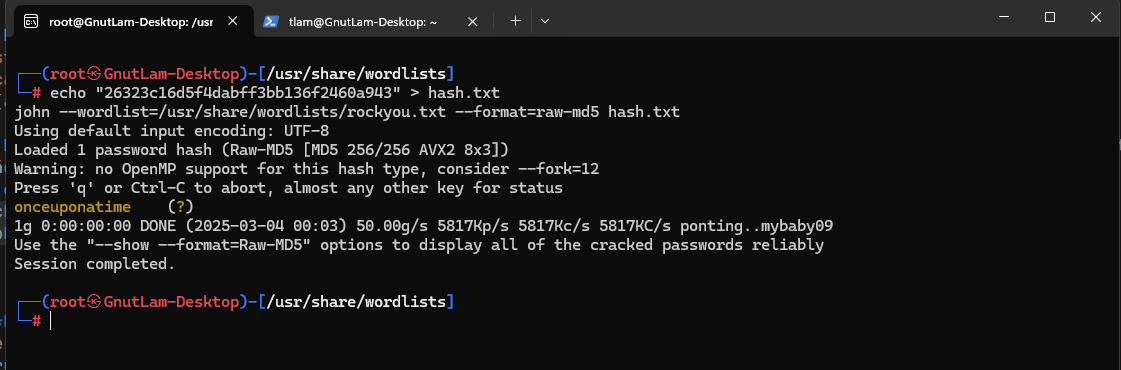 root@GnutLam-Desktop: /usr
tlam@GnutLam-Desktop: ~
┌──(root㉿GnutLam-Desktop)-[/usr/share/wordlists]
└─# echo "26323c16d5f4dabff3bb136f2460a943" > hash.txt
john --wordlist=/usr/share/wordlists/rockyou.txt --format=raw-md5 hash.txt
Using default input encoding: UTF-8
Loaded 1 password hash (Raw-MD5 [MD5 256/256 AVX2 8x3])
Warning: no OpenMP support for this hash type, consider --fork=12
Press 'q' or Ctrl-C to abort, almost any other key for status
onceuponatime    (?)
1g 0:00:00:00 DONE (2025-03-04 00:03) 50.00g/s 5817Kp/s 5817Kc/s 5817KC/s ponting..mybaby09
Use the "--show --format=Raw-MD5" options to display all of the cracked passwords reliably
Session completed.
┌──(root㉿GnutLam-Desktop)-[/usr/share/wordlists]
└─#